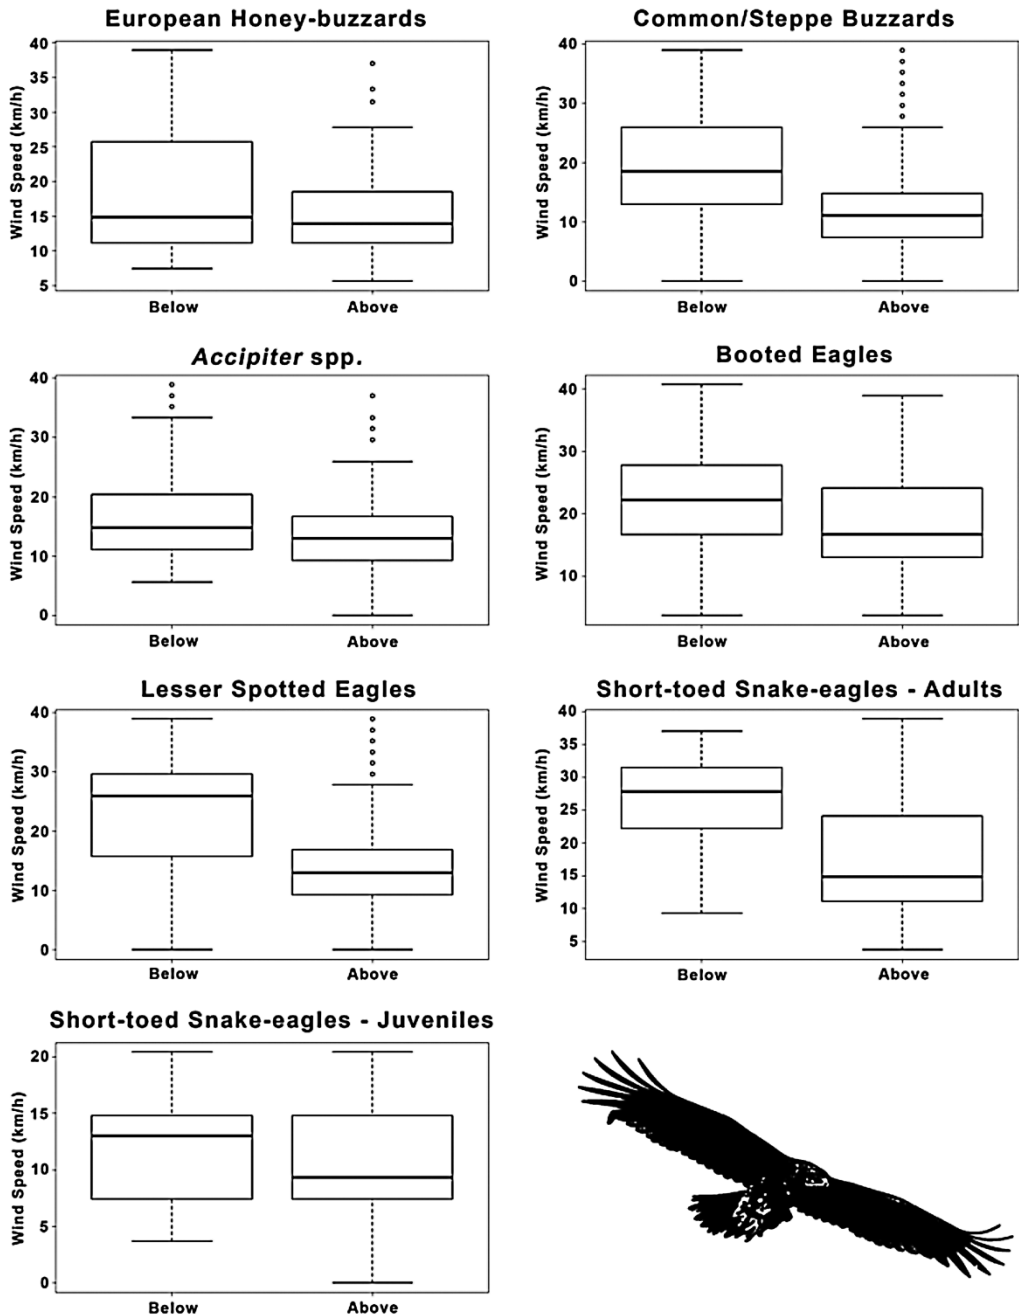 European Honey-buzzards
Wind Speed (km/h)
40
35
30
25
20
15
10
5
Below Above
Common/Steppe Buzzards
Wind Speed (km/h)
40
30
20
10
0
Below Above
Accipiter spp.
Wind Speed (km/h)
40
30
20
10
0
Below Above
Booted Eagles
Wind Speed (km/h)
40
30
20
10
Below Above
Lesser Spotted Eagles
Wind Speed (km/h)
40
30
20
10
0
Below Above
Short-toed Snake-eagles - Adults
Wind Speed (km/h)
40
35
30
25
20
15
10
5
Below Above
Short-toed Snake-eagles - Juveniles
Wind Speed (km/h)
20
15
10
5
0
Below Above